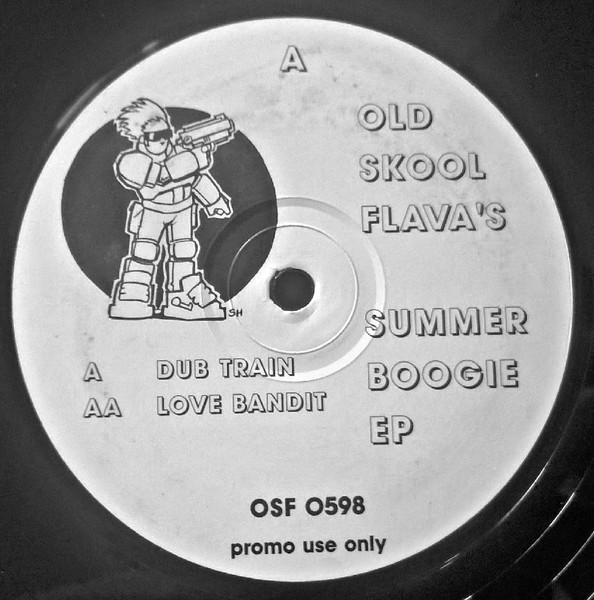 A
OLD
SKOOL
FLAVA'S
SH
SUMMER
BOOGIE
EP
A DUB TRAIN
AA LOVE BANDIT
OSF 0598
promo use only